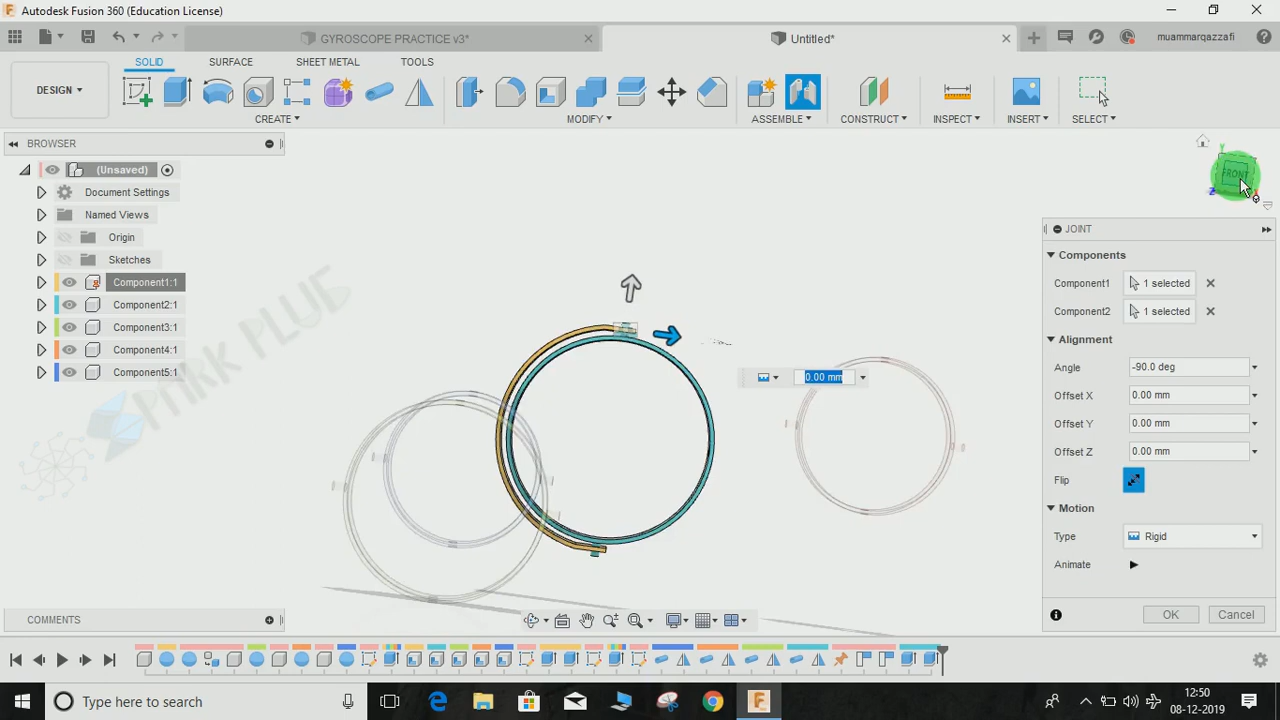 Autodesk Fusion 360 (Education License)
GYROSCOPE PRACTICE v3*
Untitled*
muammarqazzafi
DESIGN
SOLID
SURFACE
SHEET METAL
TOOLS
CREATE
MODIFY
ASSEMBLE
CONSTRUCT
INSPECT
INSERT
SELECT
BROWSER
(Unsaved)
Document Settings
Named Views
Origin
Sketches
Component1:1
Component2:1
Component3:1
Component4:1
Component5:1
FRONT
Y
Z
0.00 mm
JOINT
Components
Component1 1 selected
Component2 1 selected
Alignment
Angle -90.0 deg
Offset X 0.00 mm
Offset Y 0.00 mm
Offset Z 0.00 mm
Flip
Motion
Type Rigid
Animate
OK Cancel
COMMENTS
Type here to search
12:50
08-12-2019